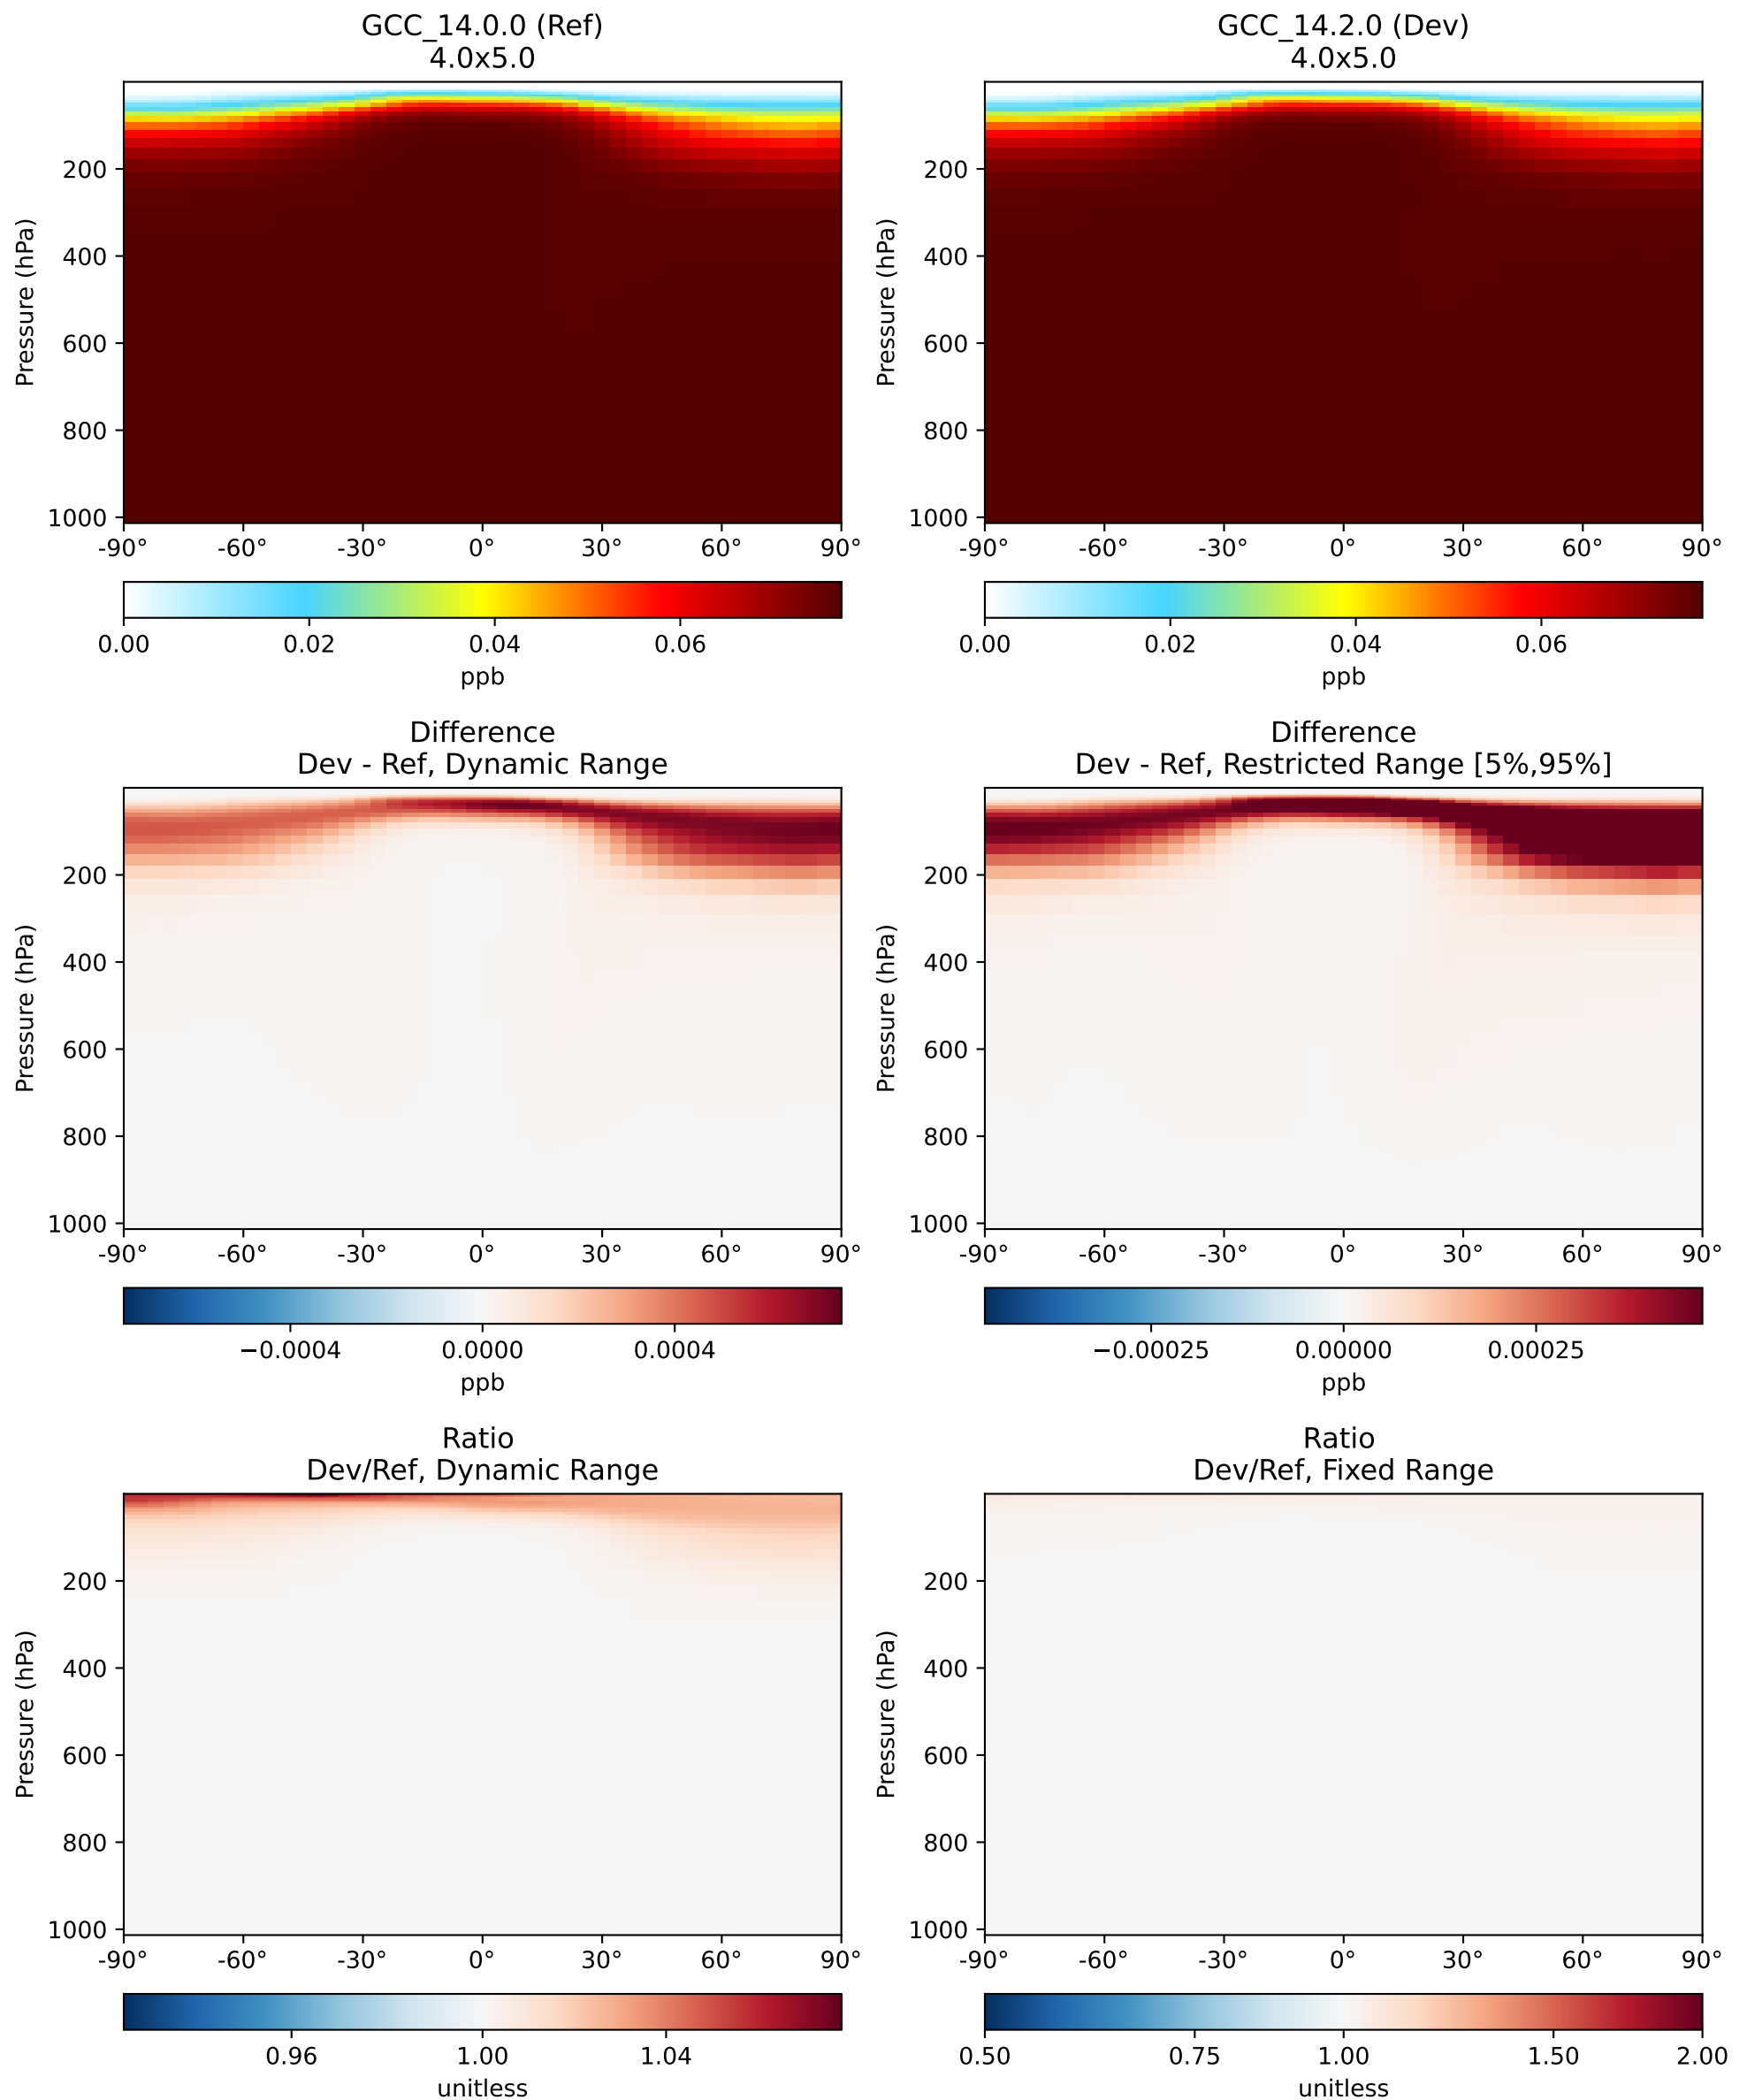 GCC_14.0.0 (Ref)
4.0x5.0
Pressure (hPa)
200
400
600
800
1000
-90° -60° -30° 0° 30° 60° 90°
0.00 0.02 0.04 0.06
ppb
GCC_14.2.0 (Dev)
4.0x5.0
Pressure (hPa)
200
400
600
800
1000
-90° -60° -30° 0° 30° 60° 90°
0.00 0.02 0.04 0.06
ppb
Difference
Dev - Ref, Dynamic Range
Pressure (hPa)
200
400
600
800
1000
-90° -60° -30° 0° 30° 60° 90°
−0.0004 0.0000 0.0004
ppb
Difference
Dev - Ref, Restricted Range [5%,95%]
Pressure (hPa)
200
400
600
800
1000
-90° -60° -30° 0° 30° 60° 90°
−0.00025 0.00000 0.00025
ppb
Ratio
Dev/Ref, Dynamic Range
Pressure (hPa)
200
400
600
800
1000
-90° -60° -30° 0° 30° 60° 90°
0.96 1.00 1.04
unitless
Ratio
Dev/Ref, Fixed Range
Pressure (hPa)
200
400
600
800
1000
-90° -60° -30° 0° 30° 60° 90°
0.50 0.75 1.00 1.50 2.00
unitless